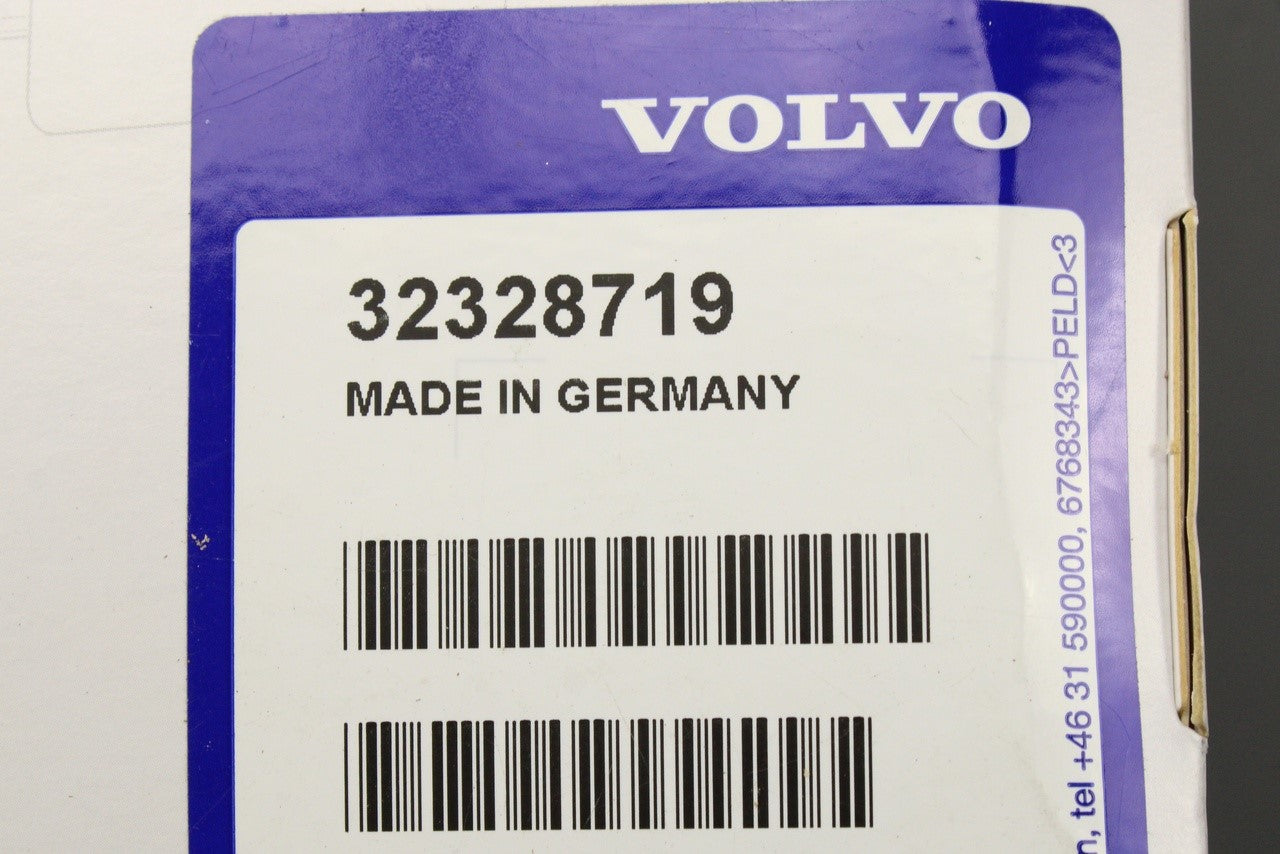 VOLVO
32328719
MADE IN GERMANY
n, tel +46 31 590000, 6768343>PELD<3